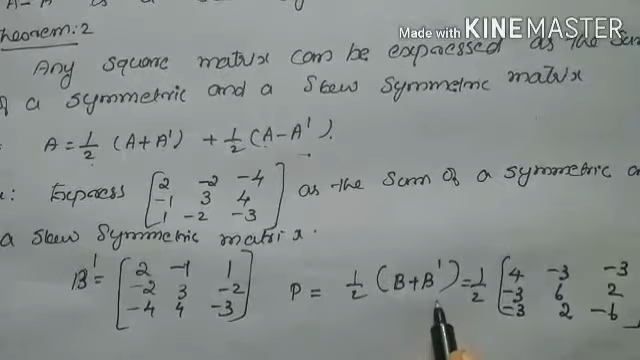 Made with KINEMASTER
Theorem:2
Any square matrix can be expressed as the Sum
of a symmetric and a Skew Symmetric matrix
A = 1/2 (A+A') + 1/2 (A-A').
Express [2 -2 -4
-1 3 4
1 -2 -3] as the Sum of a symmetric
a Skew Symmetric matrix.
B' = [2 -1 1
-2 3 -2
-4 4 -3] P = 1/2 (B+B') = 1/2 [4 -3 -3
-3 6 2
-3 2 -6]